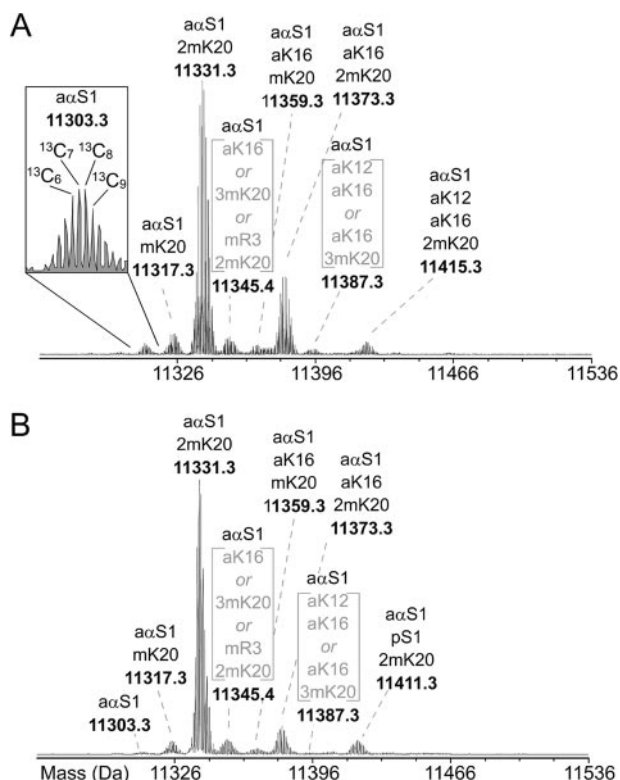 A
aαS1
11303.3
¹³C₆
¹³C₇
¹³C₈
¹³C₉
aαS1
mK20
11317.3
aαS1
2mK20
11331.3
aαS1
aK16
or
3mK20
or
mR3
2mK20
11345.4
aαS1
aK16
mK20
11359.3
aαS1
aK16
2mK20
11373.3
aαS1
aK12
aK16
or
aK16
3mK20
11387.3
aαS1
aK12
aK16
2mK20
11415.3
11326 11396 11466 11536
B
aαS1
11303.3
aαS1
mK20
11317.3
aαS1
2mK20
11331.3
aαS1
aK16
or
3mK20
or
mR3
2mK20
11345.4
aαS1
aK16
mK20
11359.3
aαS1
aK16
2mK20
11373.3
aαS1
aK12
aK16
or
aK16
3mK20
11387.3
aαS1
pS1
2mK20
11411.3
Mass (Da) 11326 11396 11466 11536